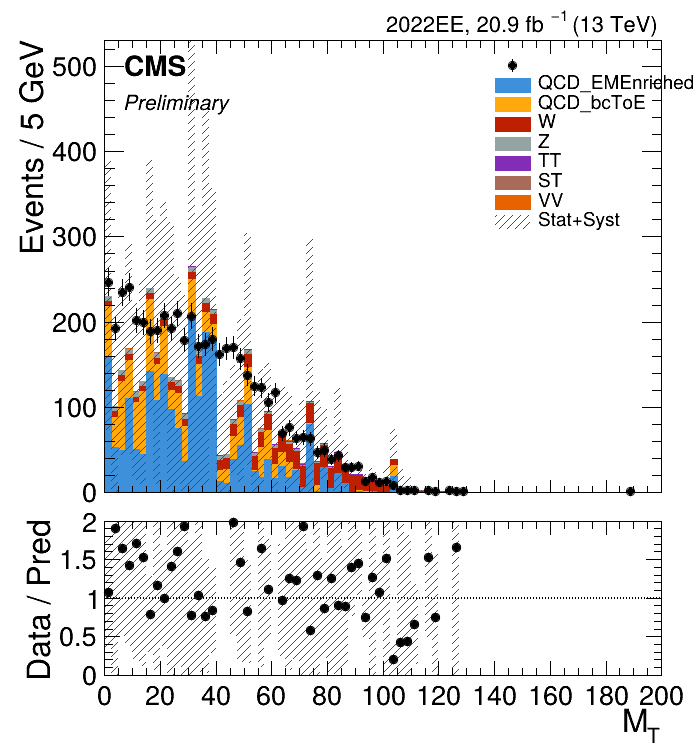 2022EE, 20.9 fb⁻¹ (13 TeV)
CMS
Preliminary
QCD_EMEnriched
QCD_bcToE
W
Z
TT
ST
VV
Stat+Syst
Events / 5 GeV
500
400
300
200
100
0
Data / Pred
2
1.5
1
0.5
0
0 20 40 60 80 100 120 140 160 180 200
M_T